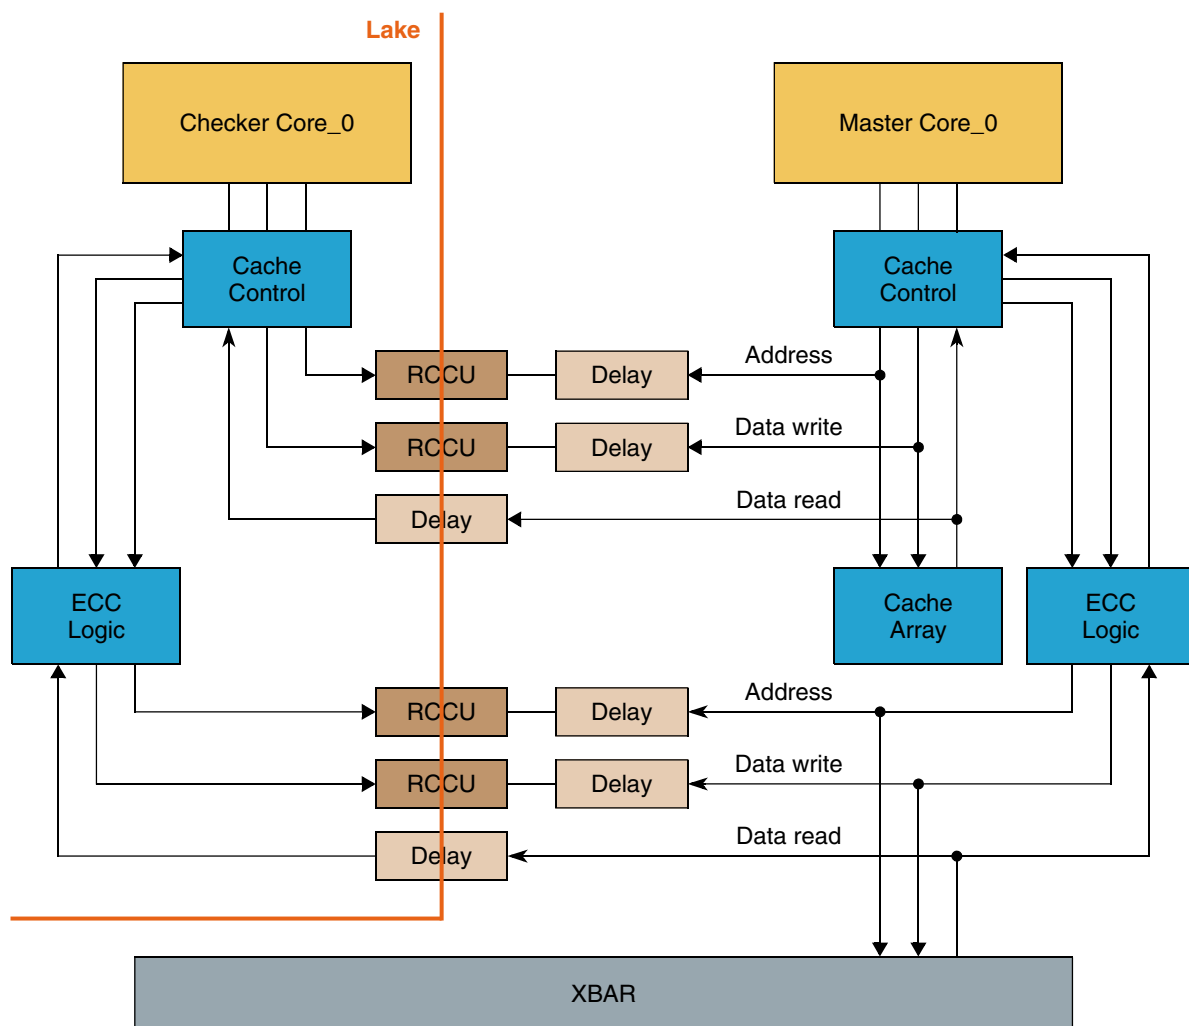 Lake
Checker Core_0
Master Core_0
Cache
Control
Cache
Control
Address
RCCU
Delay
Data write
RCCU
Delay
Data read
Delay
ECC
Logic
Cache
Array
ECC
Logic
Address
RCCU
Delay
Data write
RCCU
Delay
Data read
Delay
XBAR